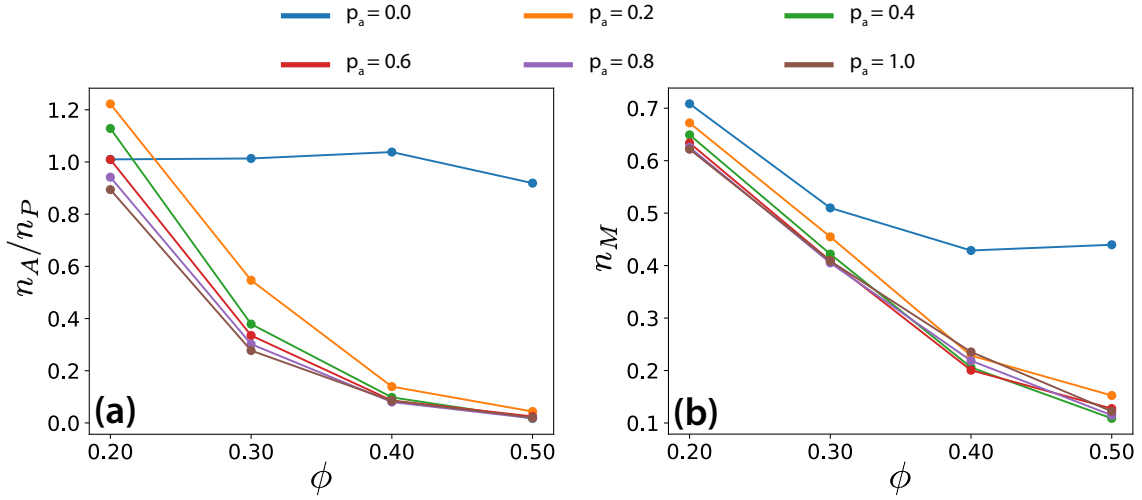 p_a = 0.0 p_a = 0.2 p_a = 0.4
p_a = 0.6 p_a = 0.8 p_a = 1.0
n_A/n_P
1.2
1.0
0.8
0.6
0.4
0.2
0.0
(a)
0.20 0.30 0.40 0.50
ϕ
n_M
0.7
0.6
0.5
0.4
0.3
0.2
0.1
(b)
0.20 0.30 0.40 0.50
ϕ